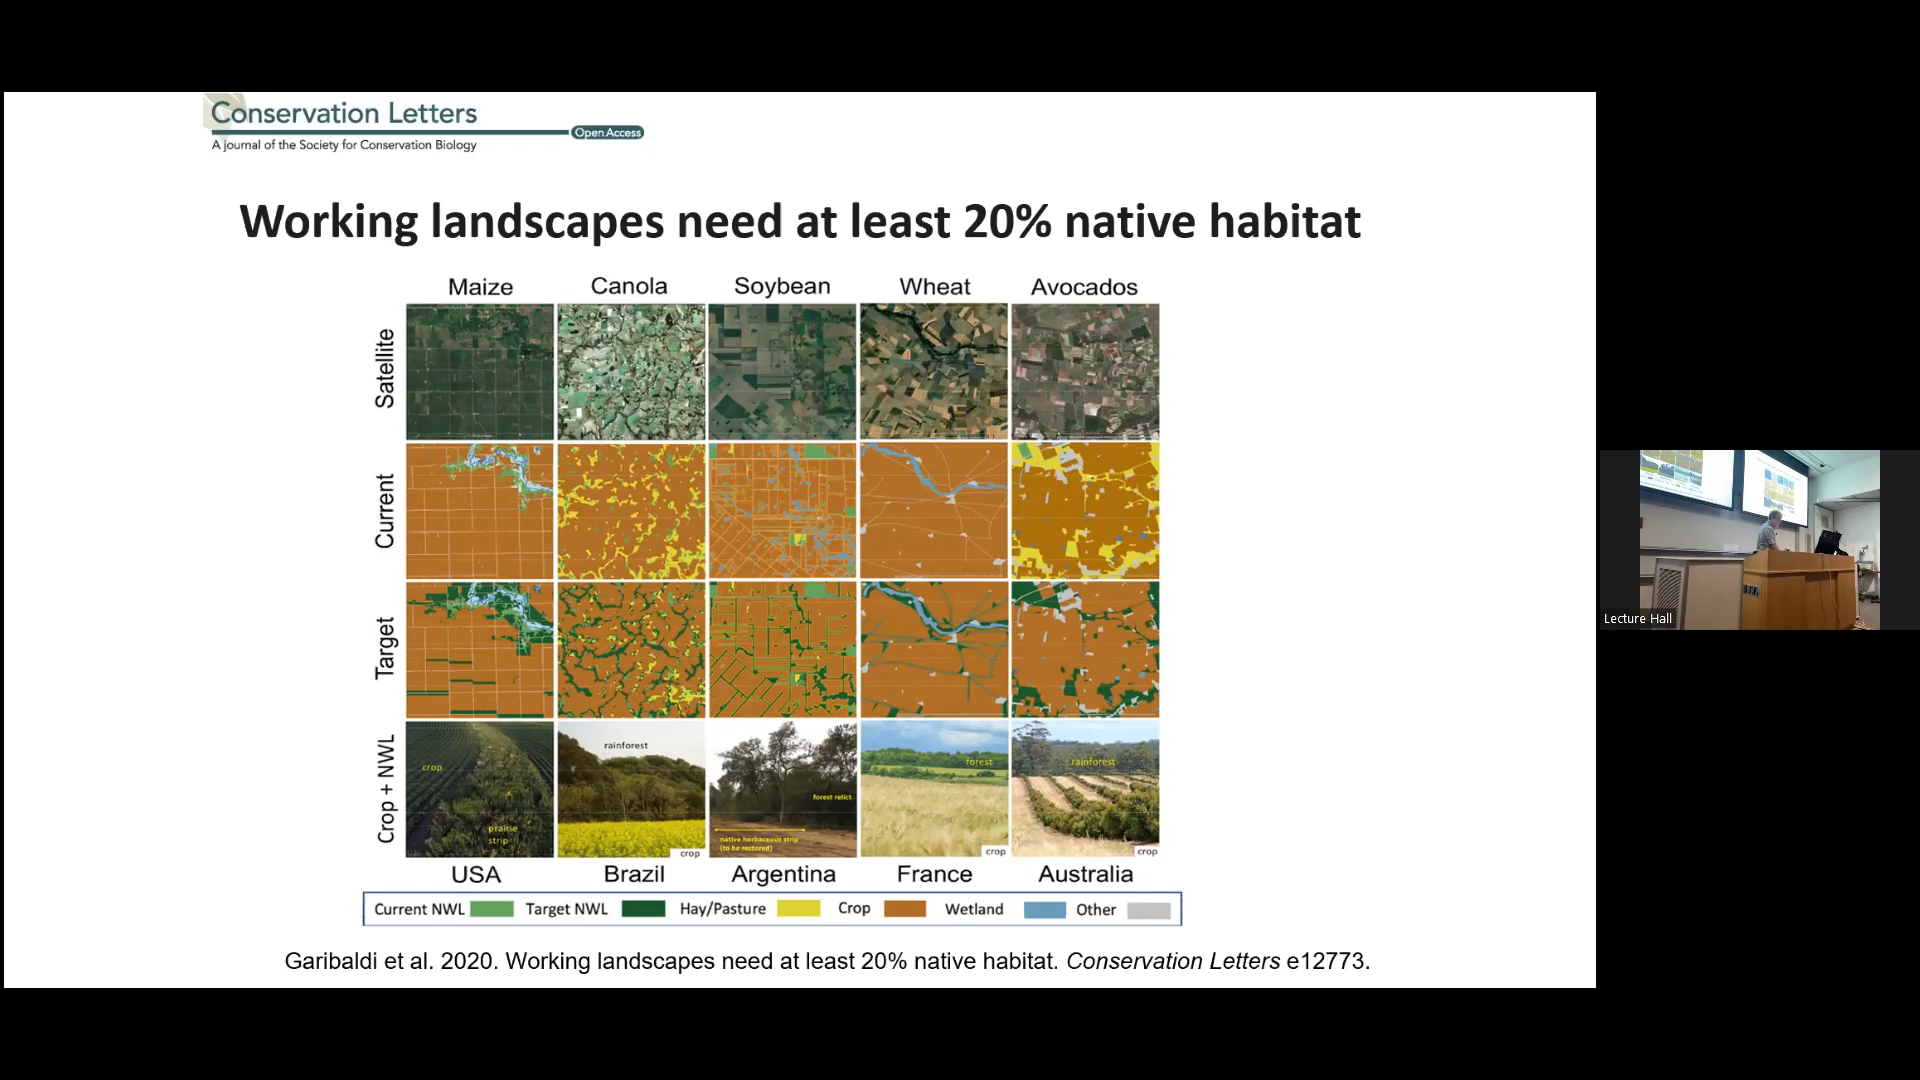 Conservation Letters
Open Access
A journal of the Society for Conservation Biology
Working landscapes need at least 20% native habitat
Maize Canola Soybean Wheat Avocados
Satellite
Current
Target
Crop + NWL
crop
prairie
strip
rainforest
crop
forest relict
native herbaceous strip
(to be restored)
forest
crop
rainforest
crop
USA Brazil Argentina France Australia
Current NWL Target NWL Hay/Pasture Crop Wetland Other
Garibaldi et al. 2020. Working landscapes need at least 20% native habitat. Conservation Letters e12773.
Lecture Hall